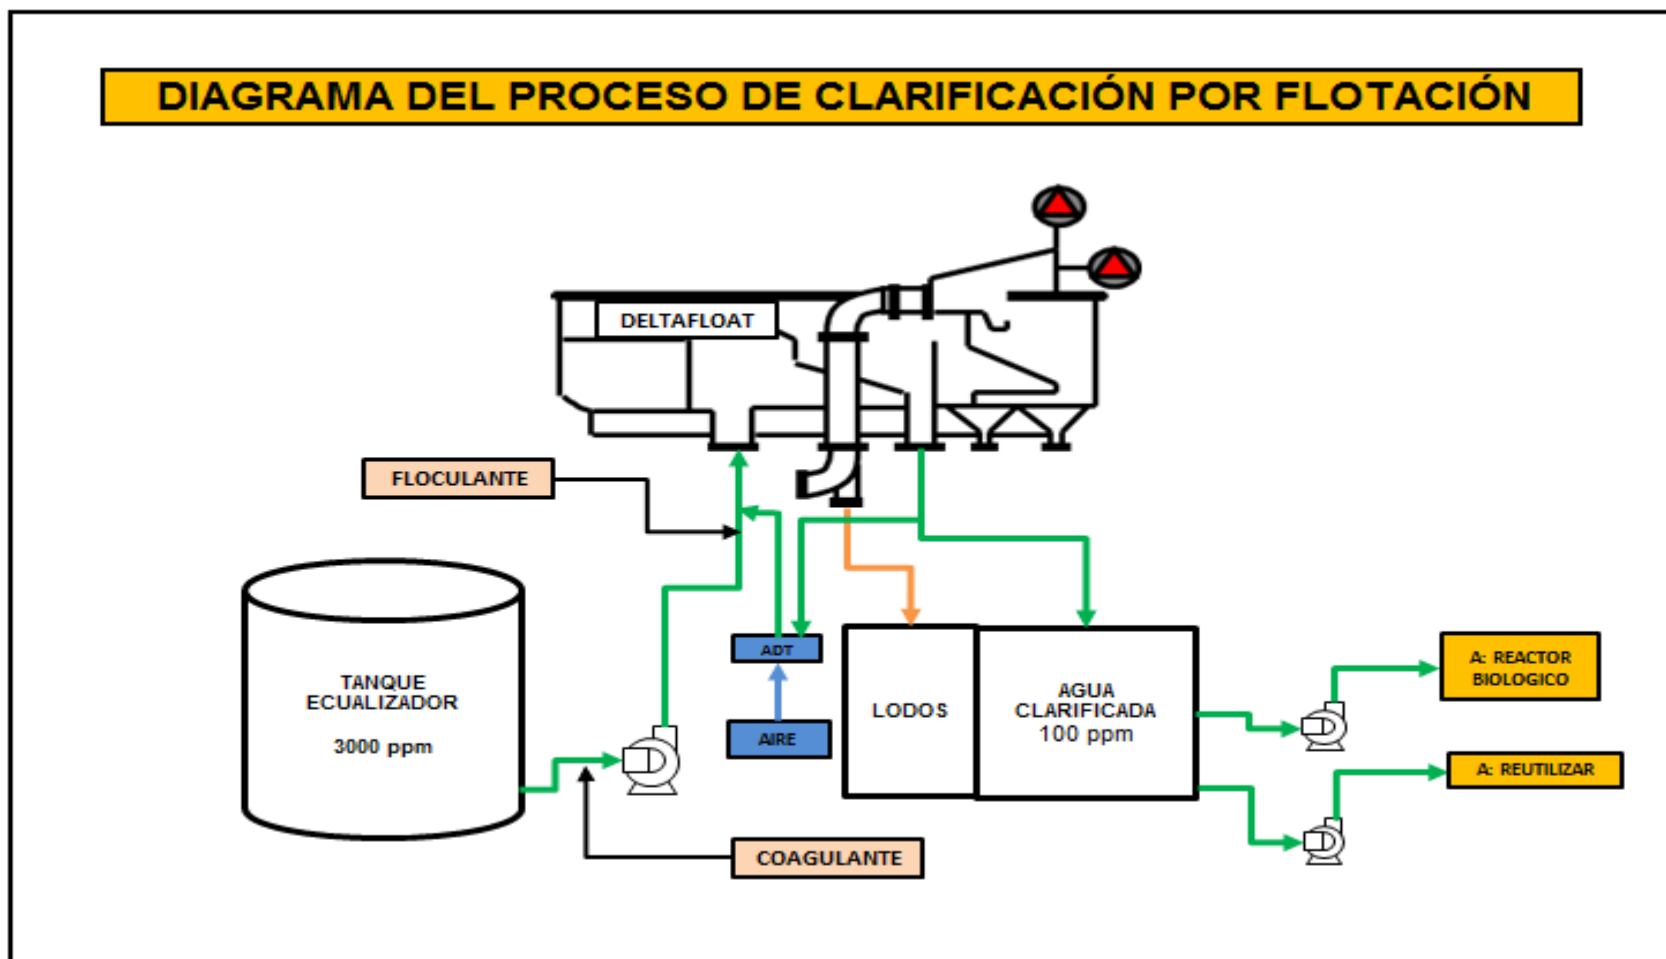 DIAGRAMA DEL PROCESO DE CLARIFICACIÓN POR FLOTACIÓN
DELTAFLOAT
FLOCULANTE
TANQUE
ECUALIZADOR
3000 ppm
ADT
AIRE
LODOS
AGUA
CLARIFICADA
100 ppm
A: REACTOR
BIOLOGICO
A: REUTILIZAR
COAGULANTE